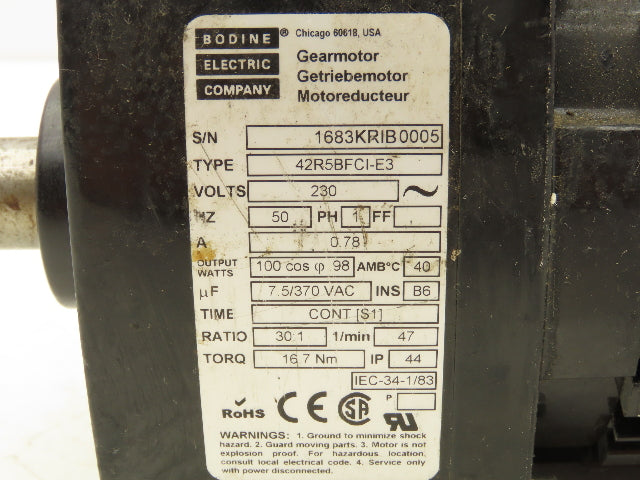 BODINE ® Chicago 60618, USA
ELECTRIC Gearmotor
COMPANY Getriebemotor
Motoreducteur
S/N 1683KRIB0005
TYPE 42R5BFCI-E3
VOLTS 230 ~
HZ 50 PH 1 FF
A 0.78
OUTPUT WATTS 100 cos φ .98 AMB°C 40
µF 7.5/370 VAC INS B6
TIME CONT [S1]
RATIO 30:1 1/min 47
TORQ 16.7 Nm IP 44
IEC-34-1/83
RoHS CE SA P
WARNINGS: 1. Ground to minimize shock
hazard. 2. Guard moving parts. 3. Motor is not
explosion proof. For hazardous location,
consult local electrical code. 4. Service only
with power disconnected.